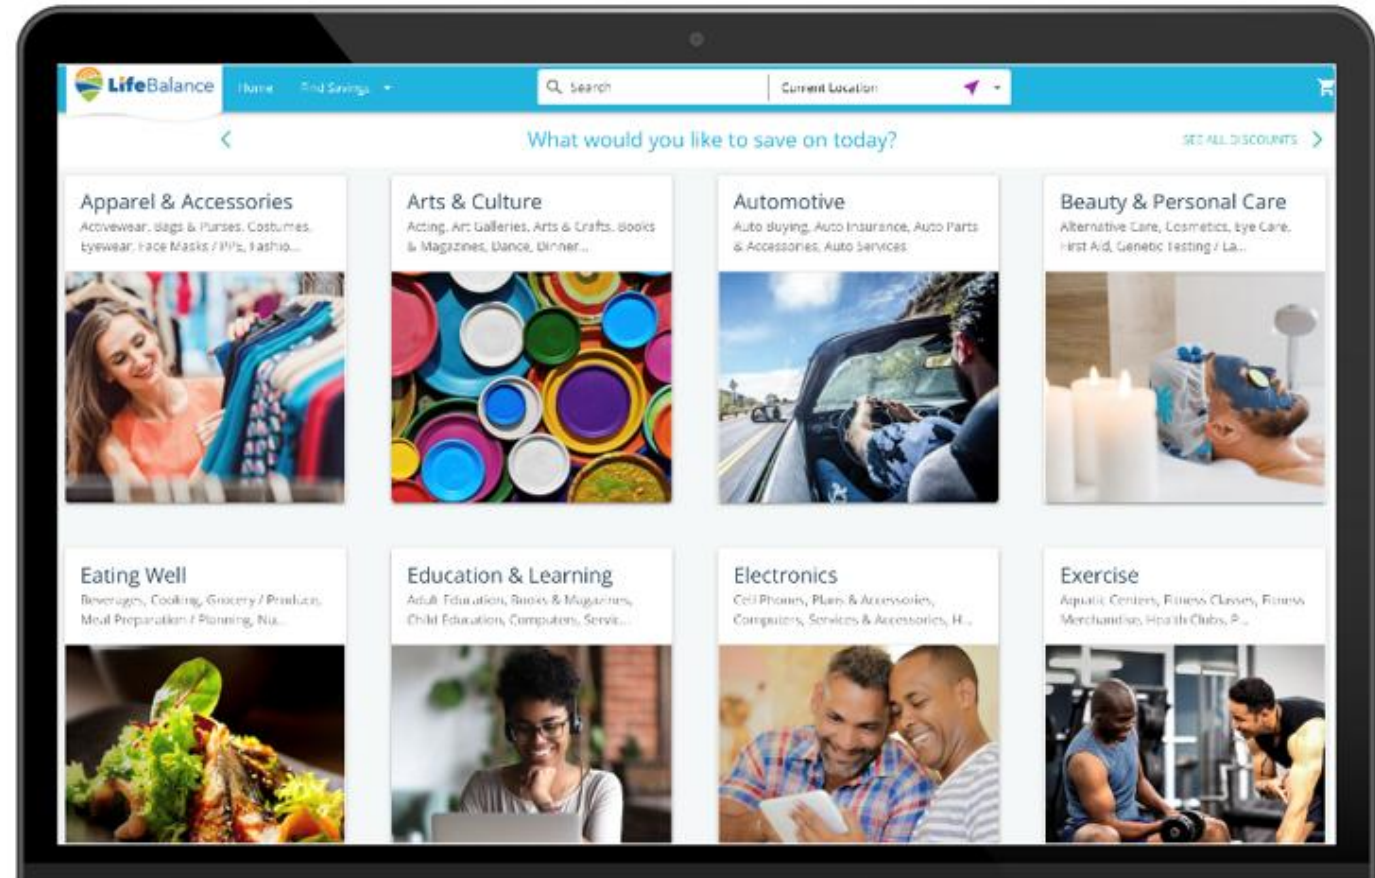 LifeBalance
Home
Find Savings
Search
Current Location
What would you like to save on today?
SEE ALL DISCOUNTS
Apparel & Accessories
Activewear, Bags & Purses, Costumes,
Eyewear, Face Masks / PPE, Fashio...
Arts & Culture
Acting, Art Galleries, Arts & Crafts, Books
& Magazines, Dance, Dinner...
Automotive
Auto Buying, Auto Insurance, Auto Parts
& Accessories, Auto Services
Beauty & Personal Care
Alternative Care, Cosmetics, Eye Care,
First Aid, Genetic Testing / La...
Eating Well
Beverages, Cooking, Grocery / Produce,
Meal Preparation / Planning, Nu...
Education & Learning
Adult Education, Books & Magazines,
Child Education, Computers, Servic...
Electronics
Cell Phones, Plans & Accessories,
Computers, Services & Accessories, H...
Exercise
Aquatic Centers, Fitness Classes, Fitness
Merchandise, Health Clubs, P...